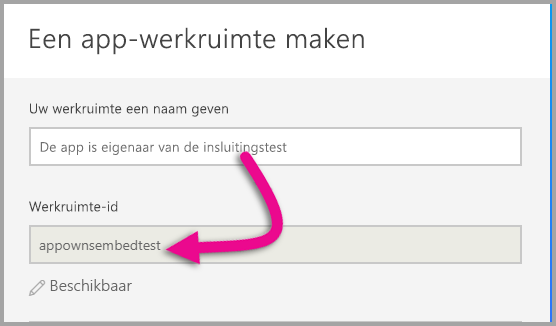 Een app-werkruimte maken
Uw werkruimte een naam geven
De app is eigenaar van de insluitingstest
Werkruimte-id
appownsembedtest
Beschikbaar